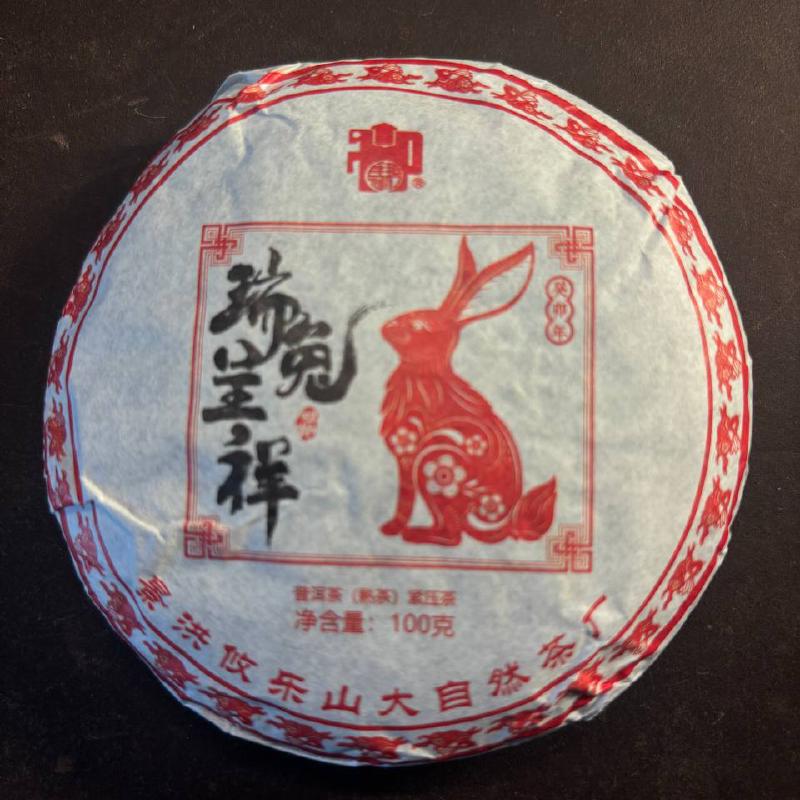 癸卯年
瑞兔
呈祥
普洱茶（熟茶）紧压茶
净含量：100克
景洪攸乐山大自然茶厂